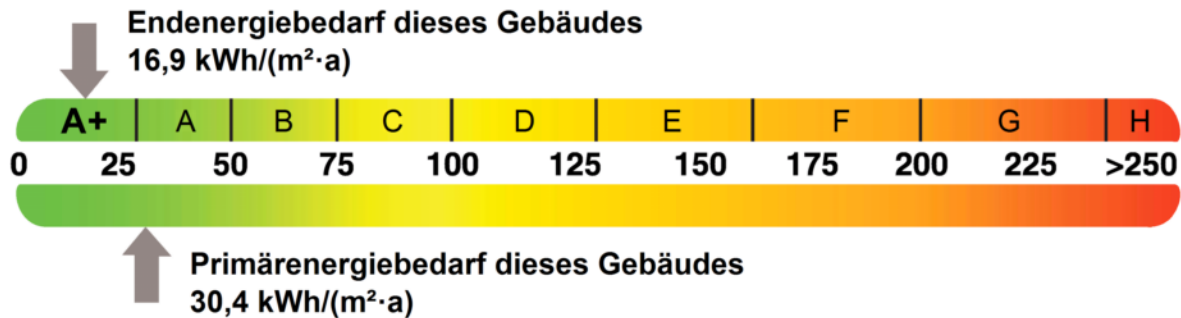 Endenergiebedarf dieses Gebäudes
16,9 kWh/(m²·a)
A+ A B C D E F G H
0 25 50 75 100 125 150 175 200 225 >250
Primärenergiebedarf dieses Gebäudes
30,4 kWh/(m²·a)